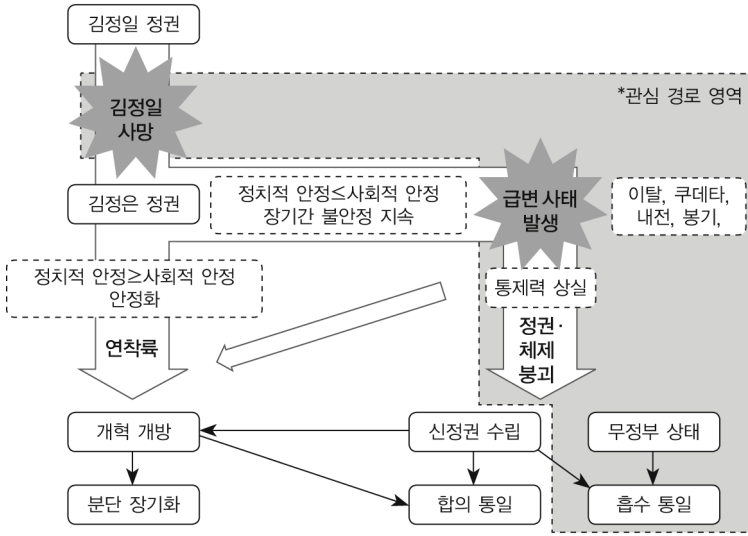 김정일 정권
*관심 경로 영역
김정일
사망
김정은 정권
정치적 안정≤사회적 안정
장기간 불안정 지속
급변 사태
발생
이탈, 쿠데타,
내전, 봉기,
정치적 안정≥사회적 안정
안정화
통제력 상실
연착륙
정권·
체제
붕괴
개혁 개방
신정권 수립
무정부 상태
분단 장기화
합의 통일
흡수 통일